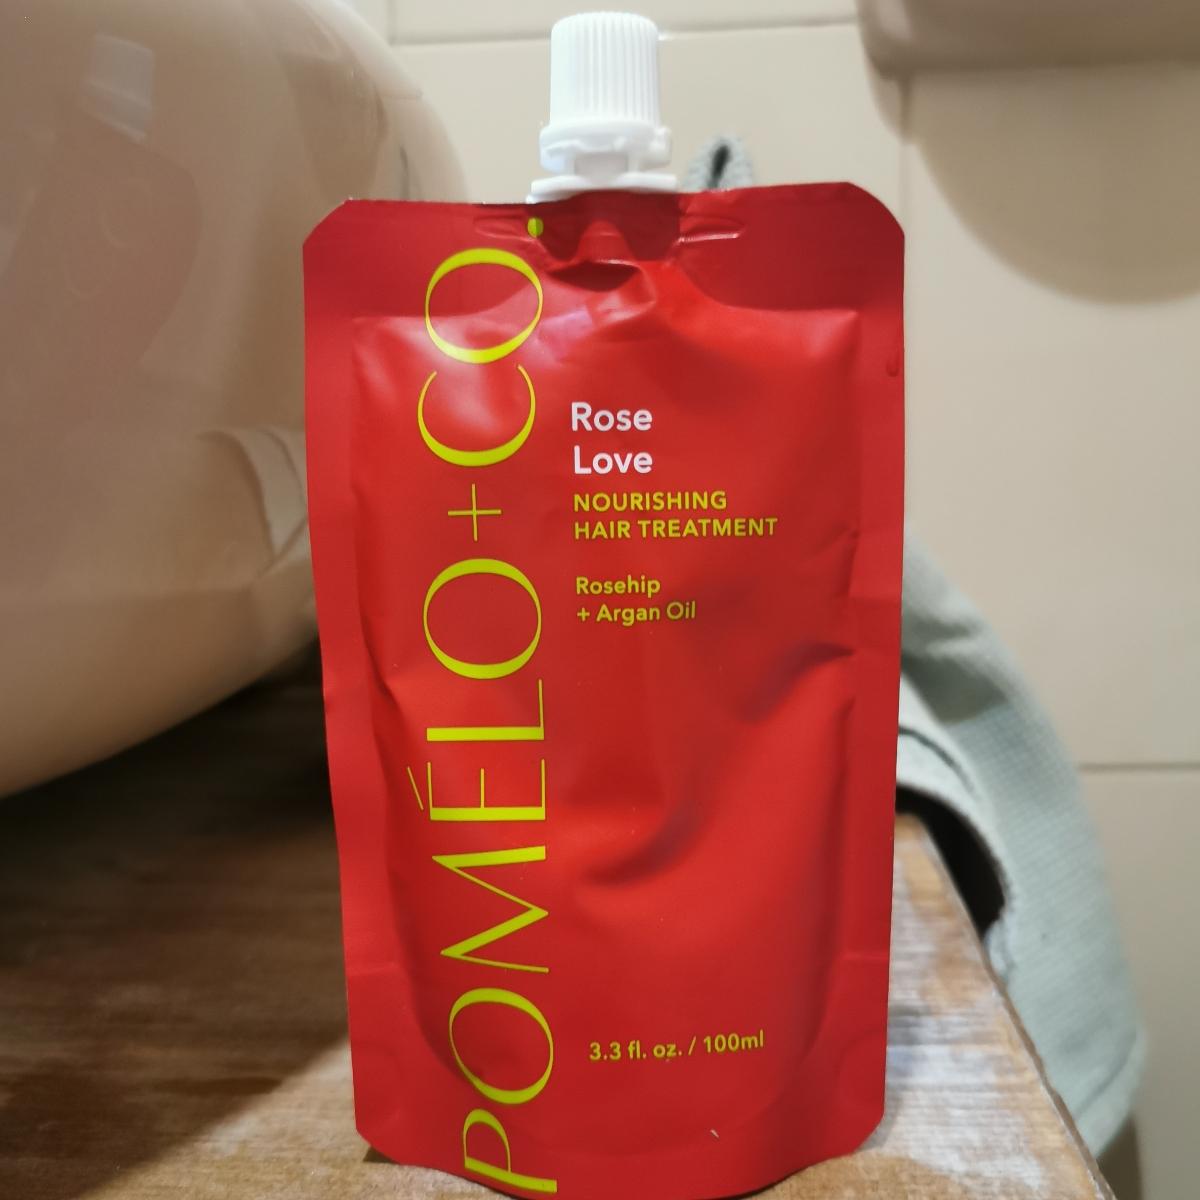 POMÉLO+CO.
Rose
Love
NOURISHING
HAIR TREATMENT
Rosehip
+ Argan Oil
3.3 fl. oz. / 100ml